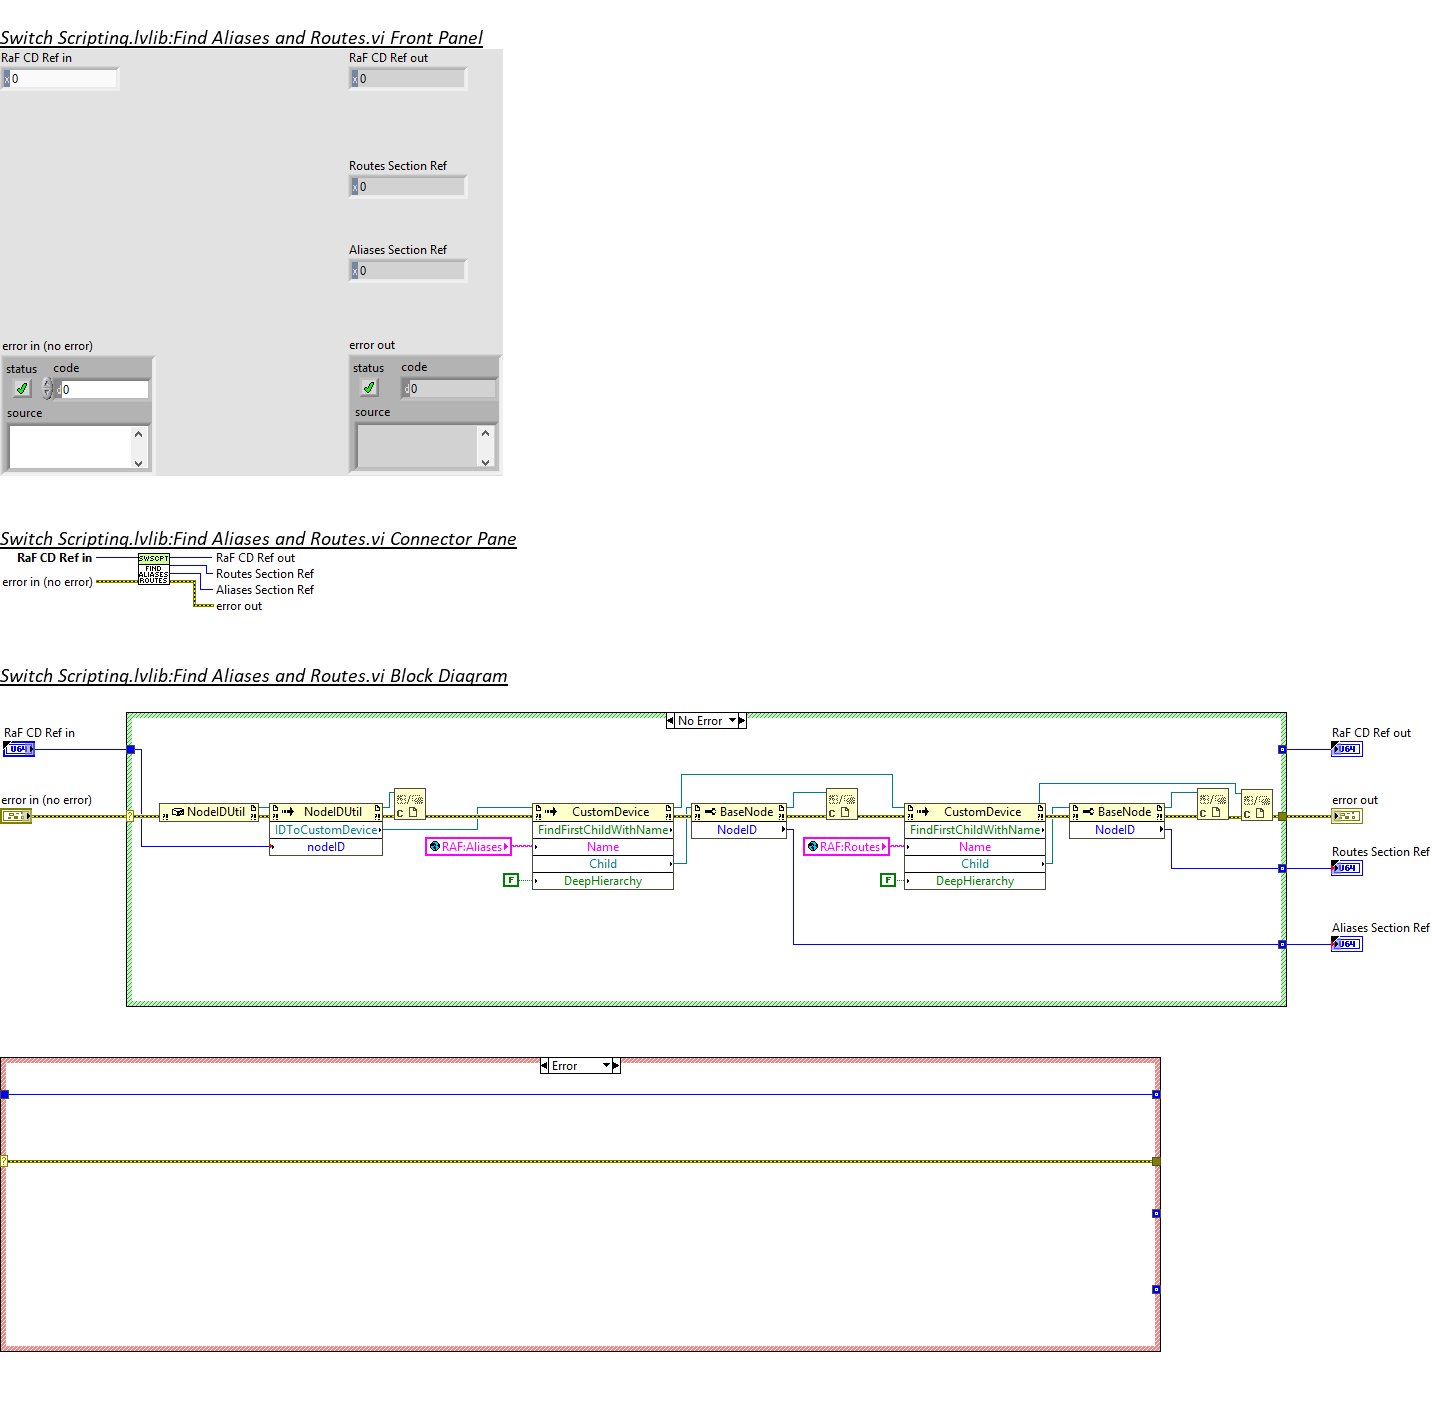 Switch Scripting.lvlib:Find Aliases and Routes.vi Front Panel
RaF CD Ref in
RaF CD Ref out
x 0
x 0
Routes Section Ref
x 0
Aliases Section Ref
x 0
error in (no error)
error out
status code
status code
d 0
d 0
source
source
Switch Scripting.lvlib:Find Aliases and Routes.vi Connector Pane
RaF CD Ref in
SWSCPT
FIND
ALIASES
ROUTES
RaF CD Ref out
Routes Section Ref
error in (no error)
Aliases Section Ref
error out
Switch Scripting.lvlib:Find Aliases and Routes.vi Block Diagram
No Error
RaF CD Ref in
U64
RaF CD Ref out
U64
error in (no error)
error out
?
NodeIDUtil
NodeIDUtil
IDToCustomDevice
nodeID
C
RAF:Aliases
F
CustomDevice
FindFirstChildWithName
Name
Child
DeepHierarchy
BaseNode
NodeID
C
RAF:Routes
F
CustomDevice
FindFirstChildWithName
Name
Child
DeepHierarchy
BaseNode
NodeID
C
C
Routes Section Ref
U64
Aliases Section Ref
U64
Error
?